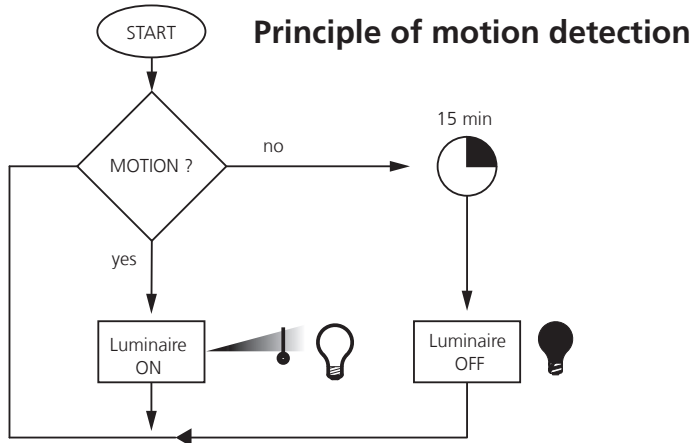 Principle of motion detection
START
MOTION ?
no
15 min
yes
Luminaire
ON
Luminaire
OFF